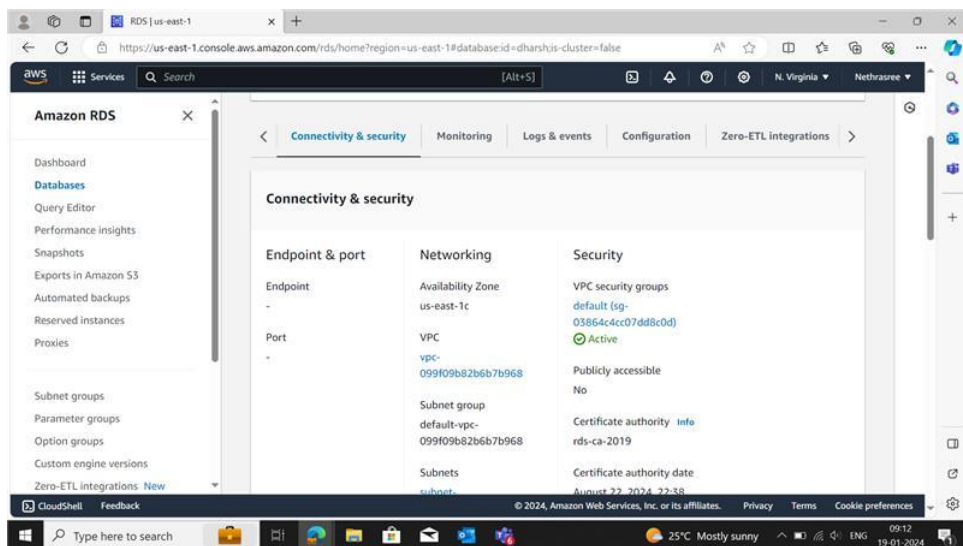 RDS | us-east-1
https://us-east-1.console.aws.amazon.com/rds/home?region=us-east-1#database:id=dharsh;is-cluster=false
aws
Services
Search
[Alt+S]
N. Virginia
Nethrasree
Amazon RDS
Dashboard
Databases
Query Editor
Performance insights
Snapshots
Exports in Amazon S3
Automated backups
Reserved instances
Proxies
Subnet groups
Parameter groups
Option groups
Custom engine versions
Zero-ETL integrations New
Connectivity & security
Monitoring
Logs & events
Configuration
Zero-ETL integrations
Connectivity & security
Endpoint & port
Endpoint
-
Port
-
Networking
Availability Zone
us-east-1c
VPC
vpc-
099f09b82b6b7b968
Subnet group
default-vpc-
099f09b82b6b7b968
Subnets
subnet-
Security
VPC security groups
default (sg-
03864c4cc07dd8c0d)
Active
Publicly accessible
No
Certificate authority Info
rds-ca-2019
Certificate authority date
August 22, 2024, 22:38
CloudShell
Feedback
© 2024, Amazon Web Services, Inc. or its affiliates.
Privacy
Terms
Cookie preferences
Type here to search
25°C Mostly sunny
ENG
09:12
19-01-2024